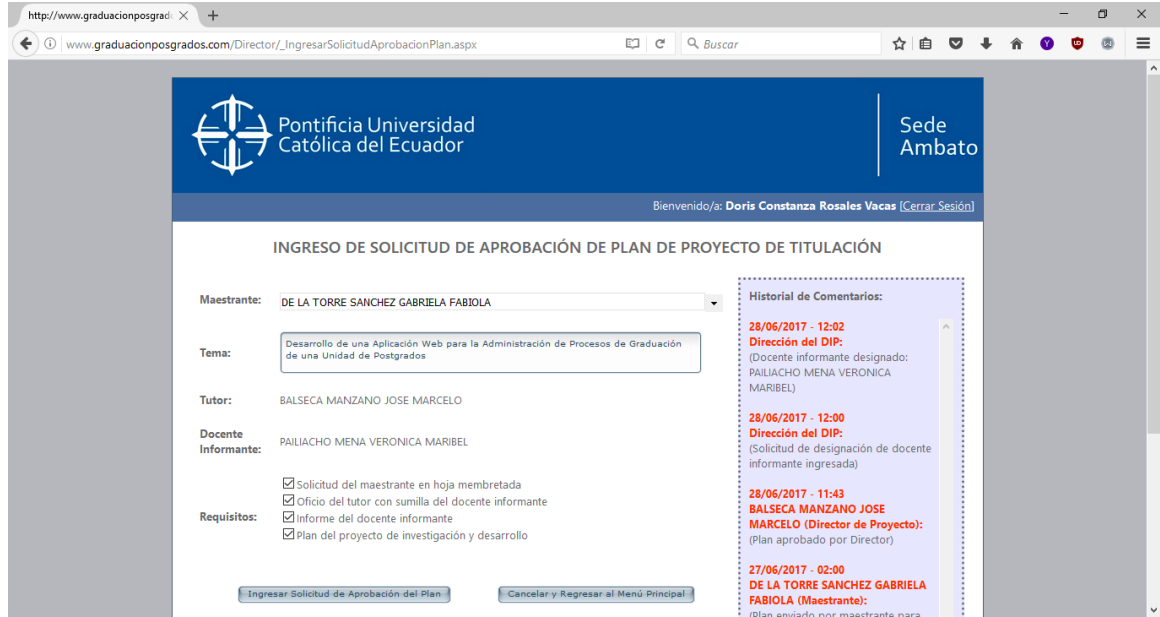 http://www.graduacionposgrad
www.graduacionposgrados.com/Director/_IngresarSolicitudAprobacionPlan.aspx
Buscar
Pontificia Universidad
Católica del Ecuador
Sede
Ambato
Bienvenido/a: Doris Constanza Rosales Vacas [Cerrar Sesión]
INGRESO DE SOLICITUD DE APROBACIÓN DE PLAN DE PROYECTO DE TITULACIÓN
Maestrante:
DE LA TORRE SANCHEZ GABRIELA FABIOLA
Tema:
Desarrollo de una Aplicación Web para la Administración de Procesos de Graduación
de una Unidad de Postgrados
Tutor:
BALSECA MANZANO JOSE MARCELO
Docente
Informante:
PAILIACHO MENA VERONICA MARIBEL
Requisitos:
Solicitud del maestrante en hoja membretada
Oficio del tutor con sumilla del docente informante
Informe del docente informante
Plan del proyecto de investigación y desarrollo
Ingresar Solicitud de Aprobación del Plan
Cancelar y Regresar al Menú Principal
Historial de Comentarios:
28/06/2017 - 12:02
Dirección del DIP:
(Docente informante designado:
PAILIACHO MENA VERONICA
MARIBEL)
28/06/2017 - 12:00
Dirección del DIP:
(Solicitud de designación de docente
informante ingresada)
28/06/2017 - 11:43
BALSECA MANZANO JOSE
MARCELO (Director de Proyecto):
(Plan aprobado por Director)
27/06/2017 - 02:00
DE LA TORRE SANCHEZ GABRIELA
FABIOLA (Maestrante):
(Plan enviado por maestrante para